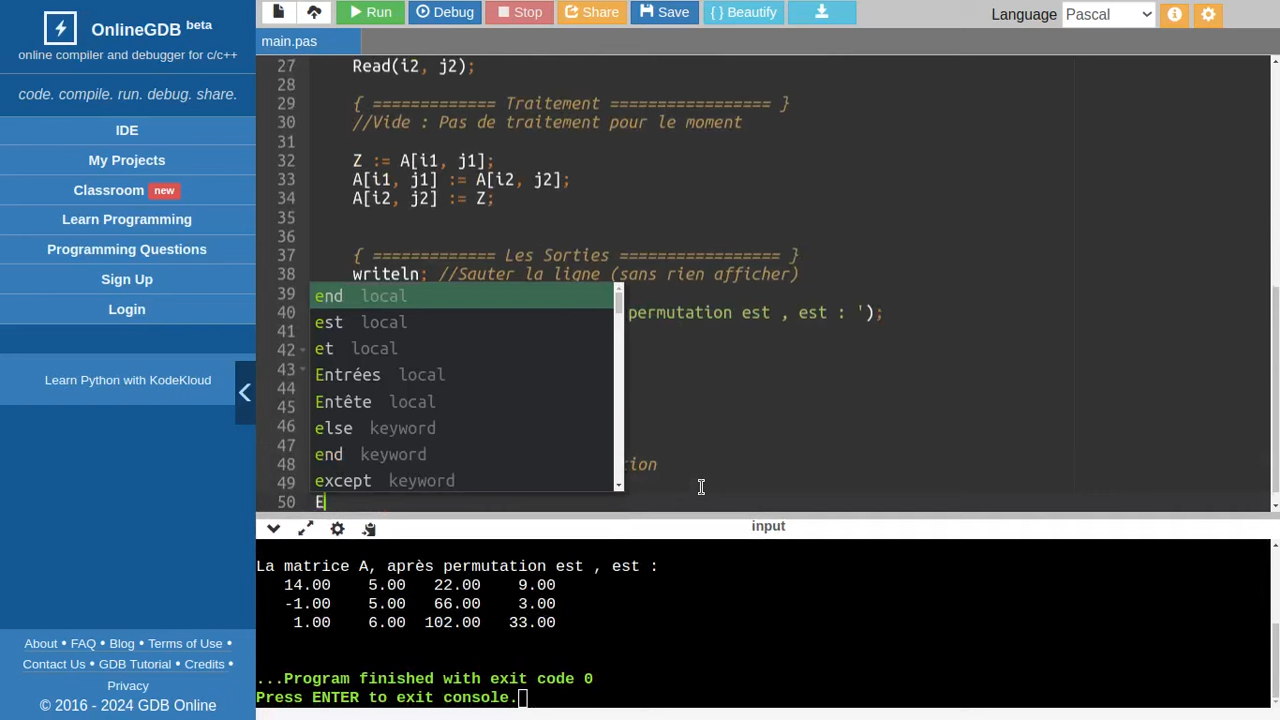 OnlineGDB beta
online compiler and debugger for c/c++
code. compile. run. debug. share.
IDE
My Projects
Classroom new
Learn Programming
Programming Questions
Sign Up
Login
Learn Python with KodeKloud
About • FAQ • Blog • Terms of Use •
Contact Us • GDB Tutorial • Credits •
Privacy
© 2016 - 2024 GDB Online
Run Debug Stop Share Save { } Beautify Language Pascal
main.pas
27 Read(i2, j2);
28
29 { ============= Traitement ================= }
30 //Vide : Pas de traitement pour le moment
31
32 Z := A[i1, j1];
33 A[i1, j1] := A[i2, j2];
34 A[i2, j2] := Z;
35
36
37 { ============= Les Sorties ================= }
38 writeln; //Sauter la ligne (sans rien afficher)
39
40 permutation est , est : ');
41
42
43
44
45
46
47
48 tion
49
50 E
end local
est local
et local
Entrées local
Entête local
else keyword
end keyword
except keyword
input
La matrice A, après permutation est , est :
14.00 5.00 22.00 9.00
-1.00 5.00 66.00 3.00
1.00 6.00 102.00 33.00
...Program finished with exit code 0
Press ENTER to exit console.